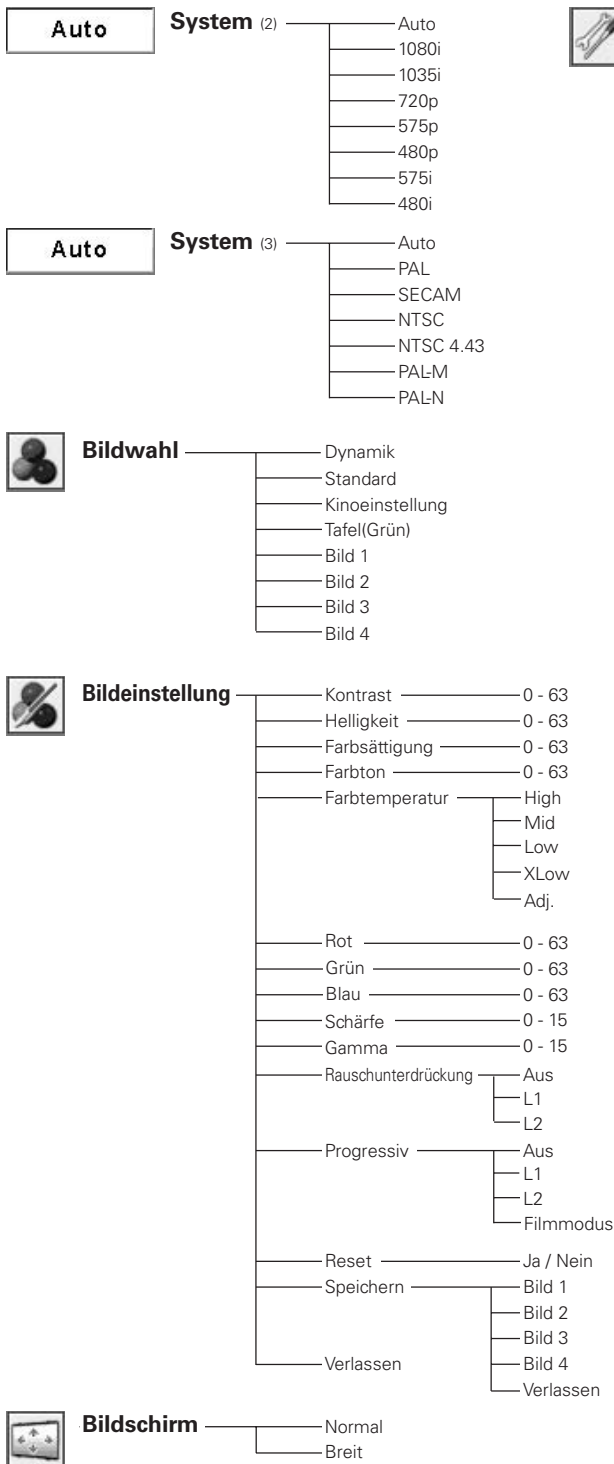 Auto
System (2)
Auto
1080i
1035i
720p
575p
480p
575i
480i
Auto
System (3)
Auto
PAL
SECAM
NTSC
NTSC 4.43
PAL-M
PAL-N
Bildwahl
Dynamik
Standard
Kinoeinstellung
Tafel(Grün)
Bild 1
Bild 2
Bild 3
Bild 4
Bildeinstellung
Kontrast 0 - 63
Helligkeit 0 - 63
Farbsättigung 0 - 63
Farbton 0 - 63
Farbtemperatur High
Mid
Low
XLow
Adj.
Rot 0 - 63
Grün 0 - 63
Blau 0 - 63
Schärfe 0 - 15
Gamma 0 - 15
Rauschunterdrückung Aus
L1
L2
Progressiv Aus
L1
L2
Filmmodus
Reset Ja / Nein
Speichern Bild 1
Bild 2
Bild 3
Verlassen Bild 4
Verlassen
Bildschirm
Normal
Breit